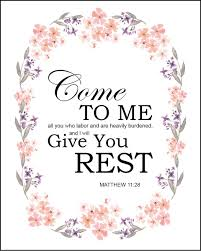 Come
TO ME
all you who labor and are heavily burdened,
and I will
Give You
REST
MATTHEW 11:28